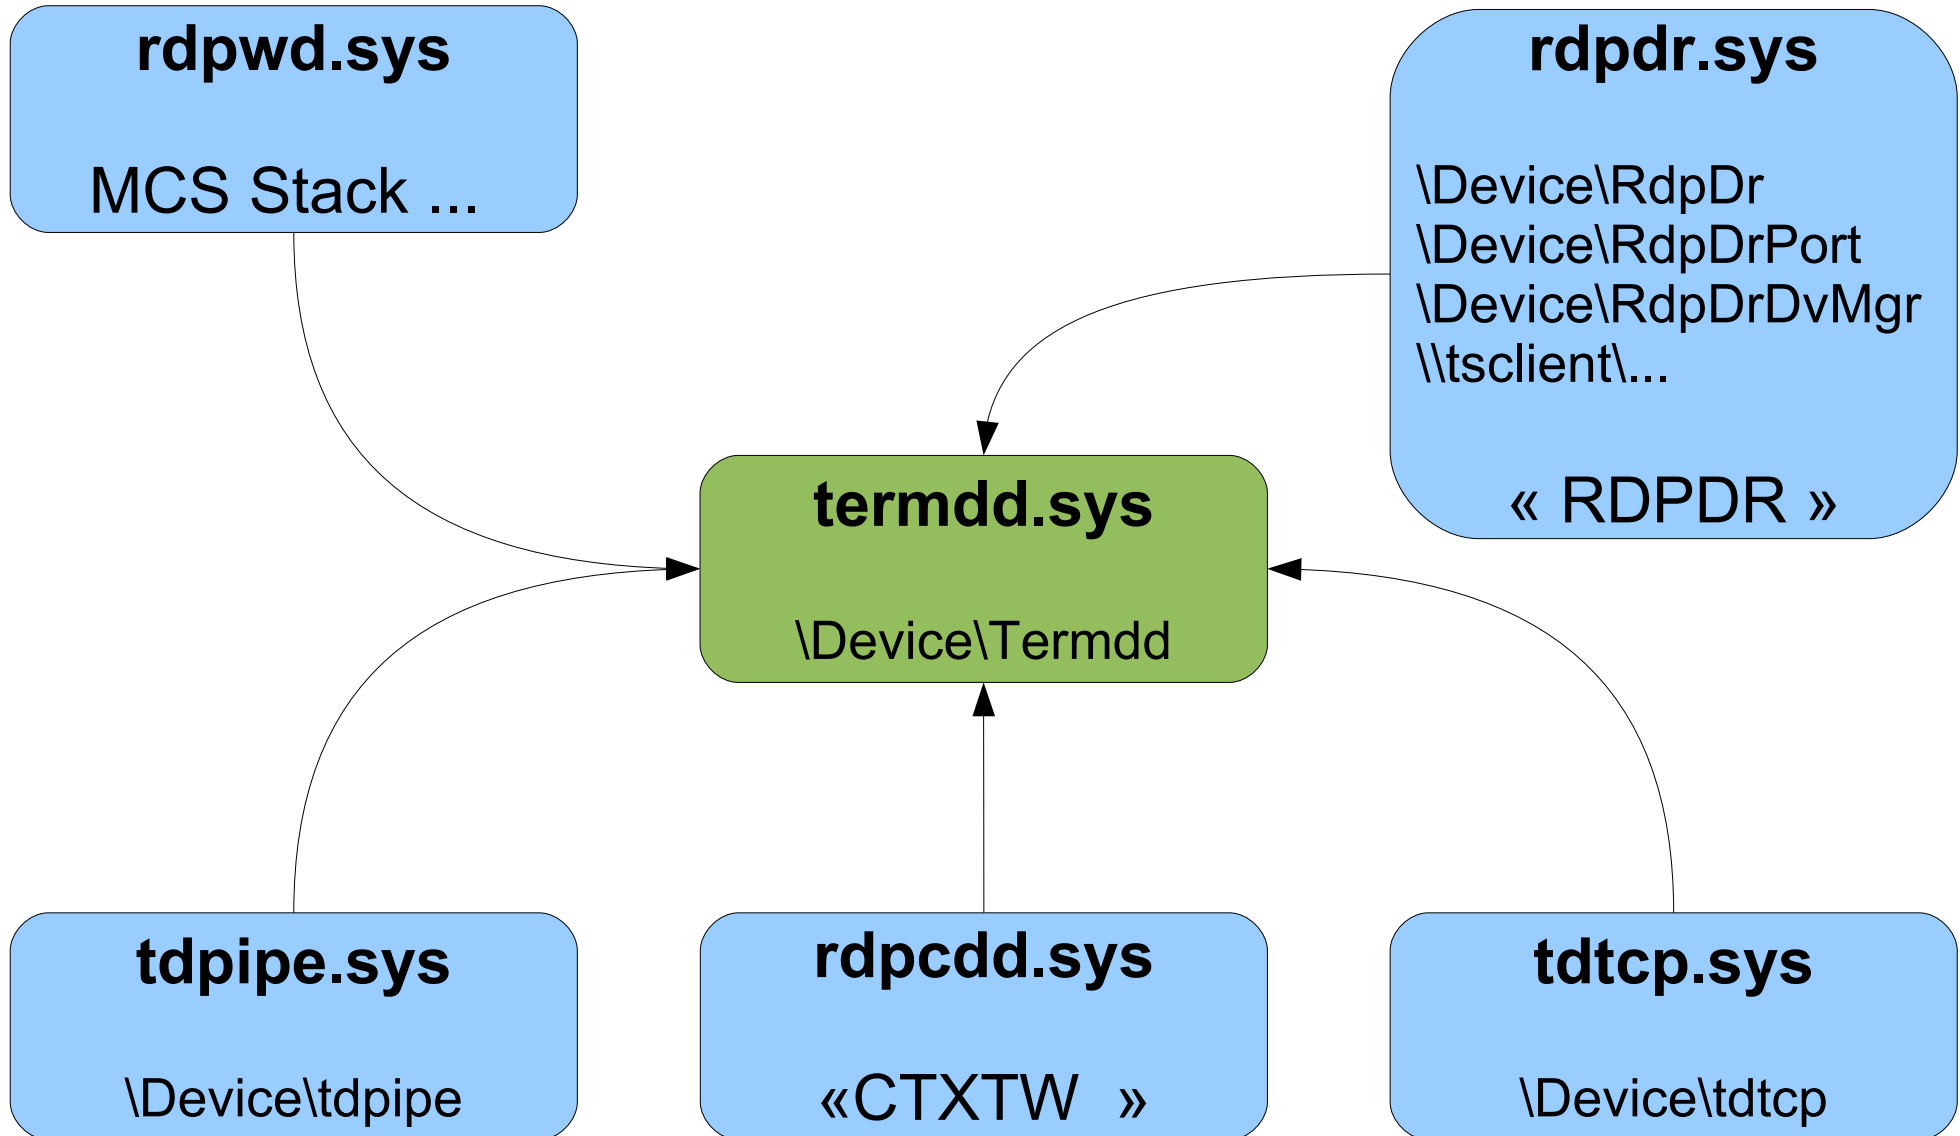 rdpwd.sys
MCS Stack ...
rdpdr.sys
\Device\RdpDr
\Device\RdpDrPort
\Device\RdpDrDvMgr
\\tsclient\...
« RDPDR »
termdd.sys
\Device\Termdd
tdpipe.sys
\Device\tdpipe
rdpcdd.sys
«CTXTW  »
tdtcp.sys
\Device\tdtcp